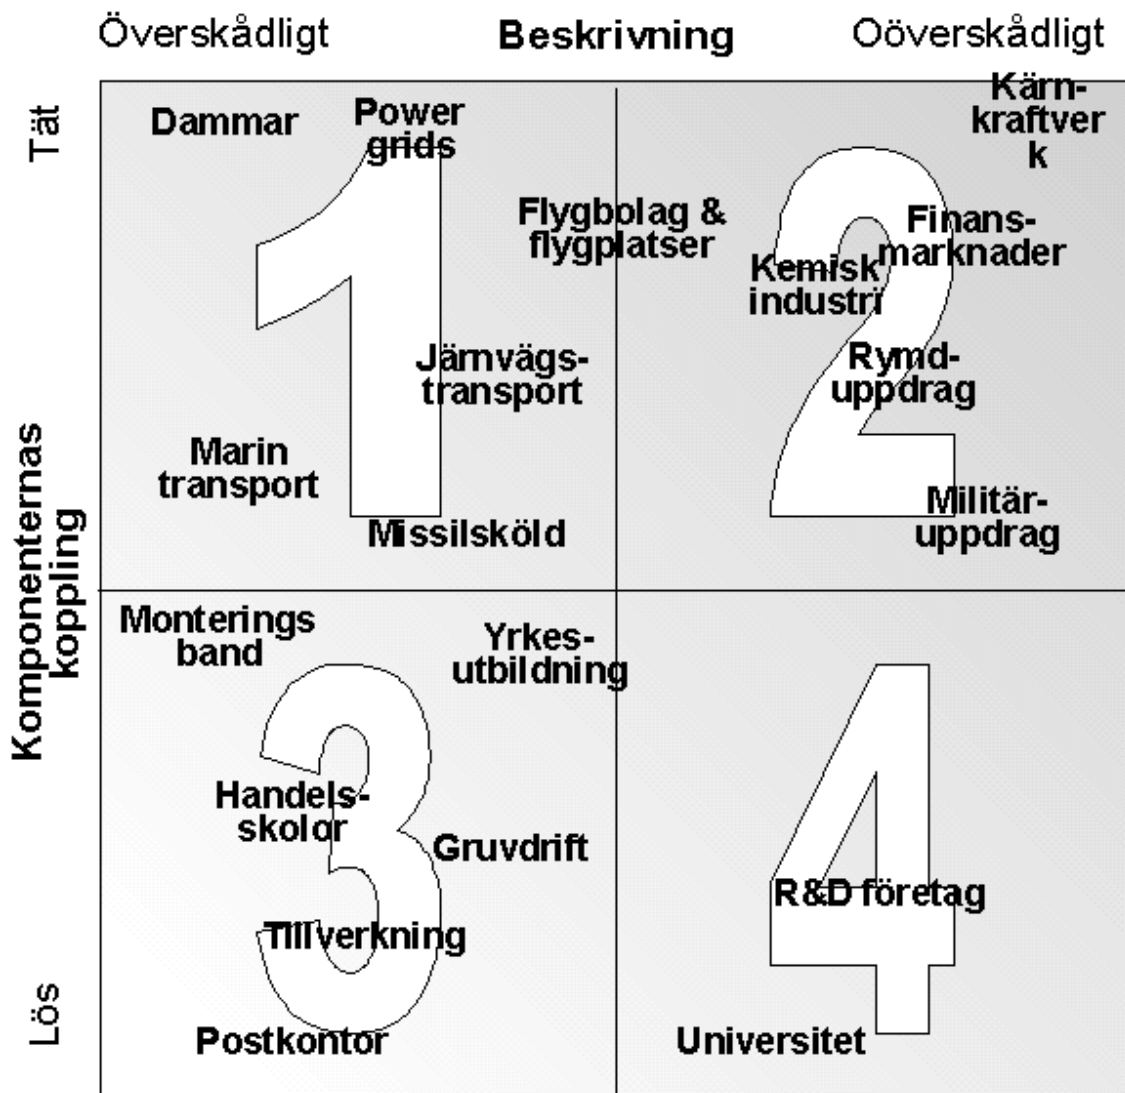 Överskådligt
Beskrivning
Oöverskådligt
Tät
Komponenternas
koppling
Lös
1
Dammar
Power
grids
Flygbolag &
flygplatser
Järnvägs-
transport
Marin
transport
Missilsköld
2
Kärn-
kraftver
k
Finans-
marknader
Kemisk
industri
Rymd-
uppdrag
Militär-
uppdrag
3
Monterings
band
Yrkes-
utbildning
Handels-
skolor
Gruvdrift
Tillverkning
Postkontor
4
R&D företag
Universitet